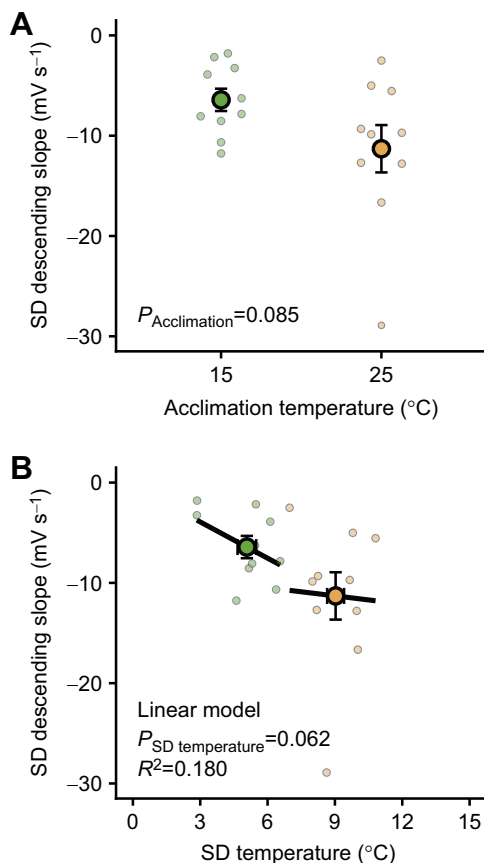 A
0
−10
−20
−30
SD descending slope (mV s−1)
PAcclimation=0.085
15
25
Acclimation temperature (°C)
B
0
−10
−20
−30
SD descending slope (mV s−1)
Linear model
PSD temperature=0.062
R2=0.180
0 3 6 9 12 15
SD temperature (°C)